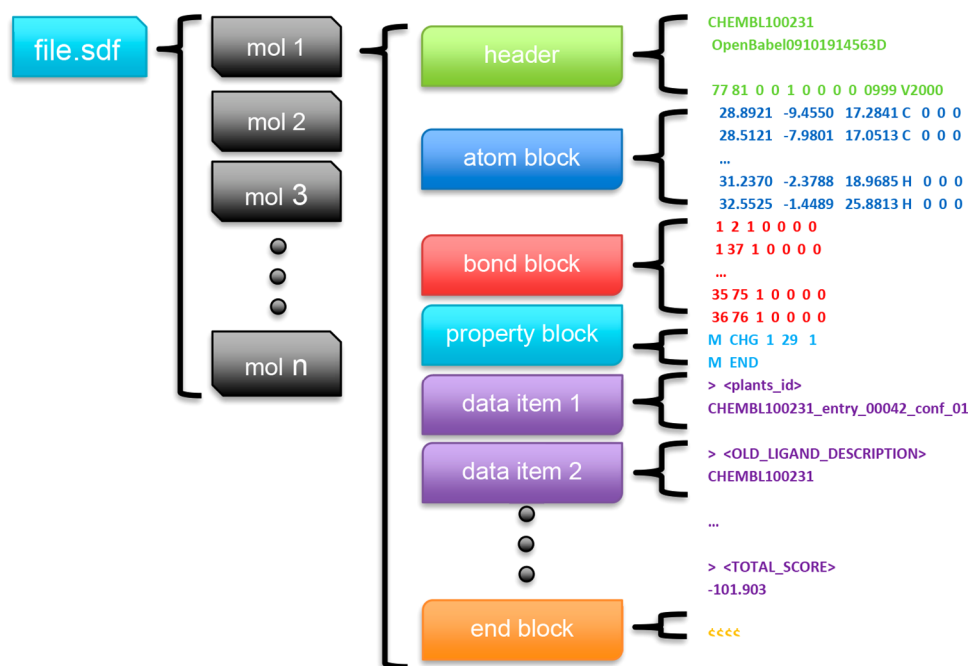 file.sdf
mol 1
mol 2
mol 3
mol n
header
atom block
bond block
property block
data item 1
data item 2
end block
CHEMBL100231
OpenBabel09101914563D
77 81 0 0 1 0 0 0 0 0999 V2000
28.8921 -9.4550 17.2841 C 0 0 0
28.5121 -7.9801 17.0513 C 0 0 0
...
31.2370 -2.3788 18.9685 H 0 0 0
32.5525 -1.4489 25.8813 H 0 0 0
1 2 1 0 0 0 0
1 37 1 0 0 0 0
...
35 75 1 0 0 0 0
36 76 1 0 0 0 0
M CHG 1 29 1
M END
> <plants_id>
CHEMBL100231_entry_00042_conf_01
> <OLD_LIGAND_DESCRIPTION>
CHEMBL100231
...
> <TOTAL_SCORE>
-101.903
¢¢¢¢